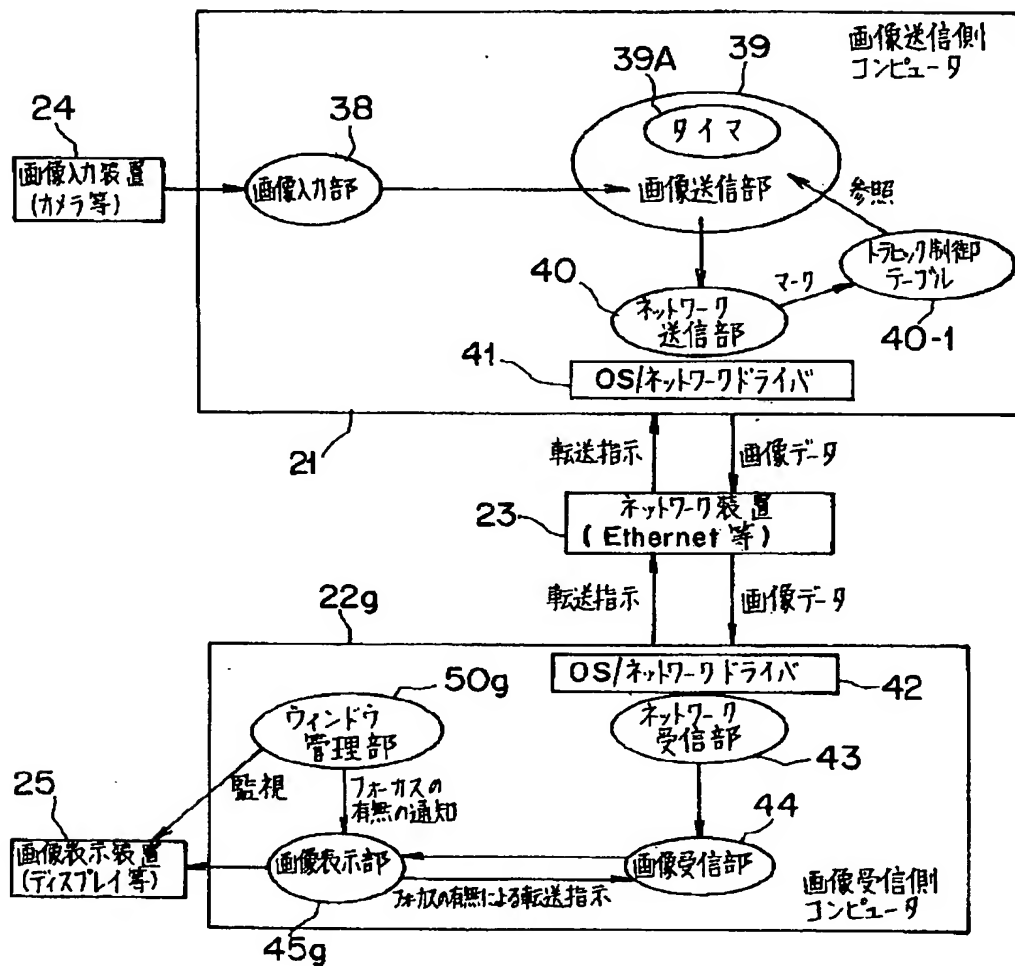 画像送信側
コンピュータ
39
39A
タイマ
24
38
画像入力装置
(カメラ等)
画像入力部
画像送信部
参照
トラヒック制御
テーブル
40-1
40
ネットワーク
送信部
マーク
41
OS/ネットワークドライバ
21
転送指示
画像データ
23
ネットワーク装置
(Ethernet等)
転送指示
画像データ
22g
OS/ネットワークドライバ
42
50g
ウィンドウ
管理部
ネットワーク
受信部
43
監視
フォーカスの
有無の通知
25
44
画像表示装置
(ディスプレイ等)
画像表示部
画像受信部
フォーカスの有無による転送指示
45g
画像受信側
コンピュータ